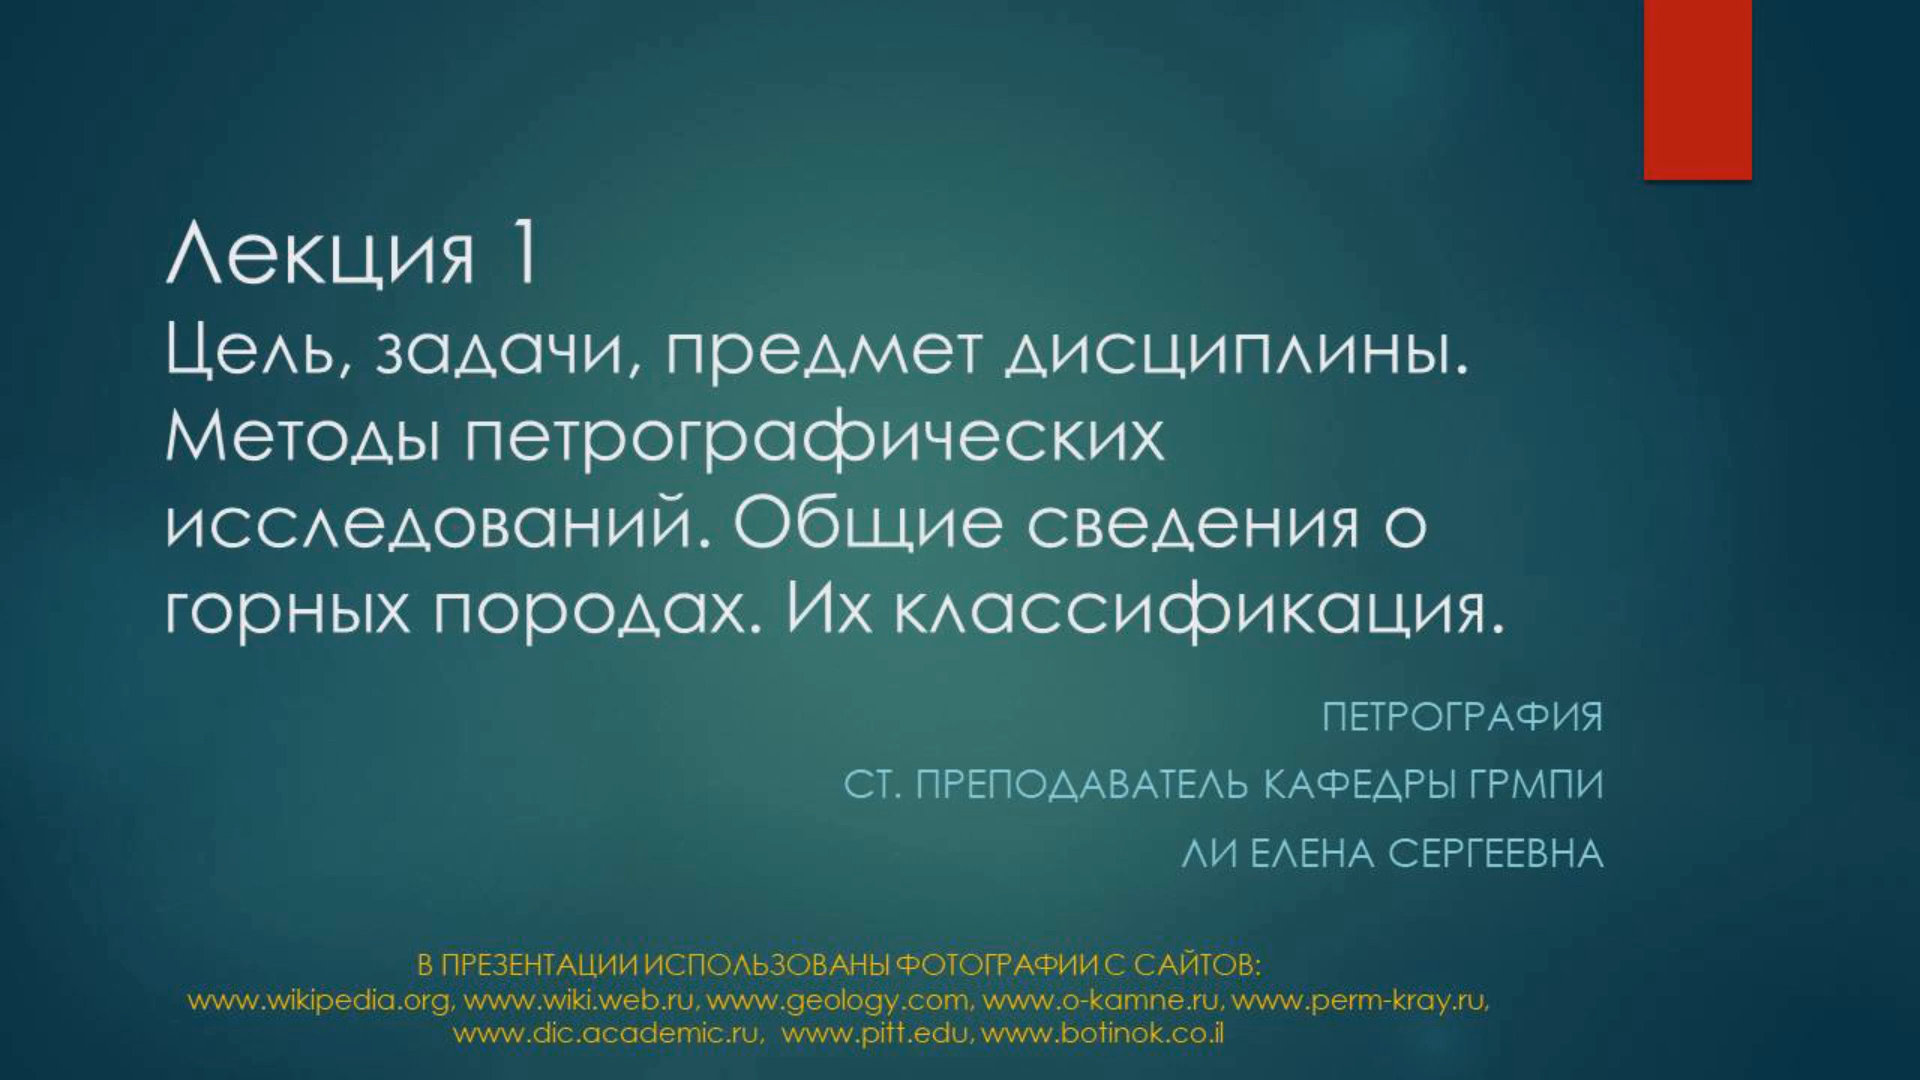 Лекция 1
Цель, задачи, предмет дисциплины.
Методы петрографических
исследований. Общие сведения о
горных породах. Их классификация.
ПЕТРОГРАФИЯ
СТ. ПРЕПОДАВАТЕЛЬ КАФЕДРЫ ГРМПИ
ЛИ ЕЛЕНА СЕРГЕЕВНА
В ПРЕЗЕНТАЦИИ ИСПОЛЬЗОВАНЫ ФОТОГРАФИИ С САЙТОВ:
www.wikipedia.org, www.wiki.web.ru, www.geology.com, www.o-kamne.ru, www.perm-kray.ru,
www.dic.academic.ru, www.pitt.edu, www.botinok.co.il